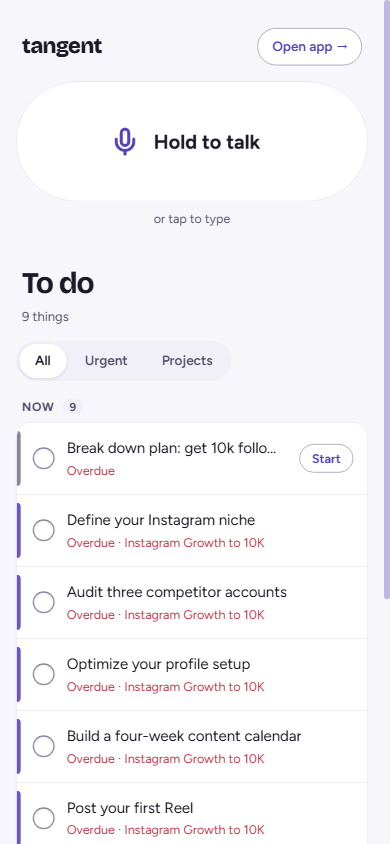 tangent
Open app →
Hold to talk
or tap to type
To do
9 things
All Urgent Projects
NOW 9
Break down plan: get 10k follo...
Start
Overdue
Define your Instagram niche
Overdue · Instagram Growth to 10K
Audit three competitor accounts
Overdue · Instagram Growth to 10K
Optimize your profile setup
Overdue · Instagram Growth to 10K
Build a four-week content calendar
Overdue · Instagram Growth to 10K
Post your first Reel
Overdue · Instagram Growth to 10K